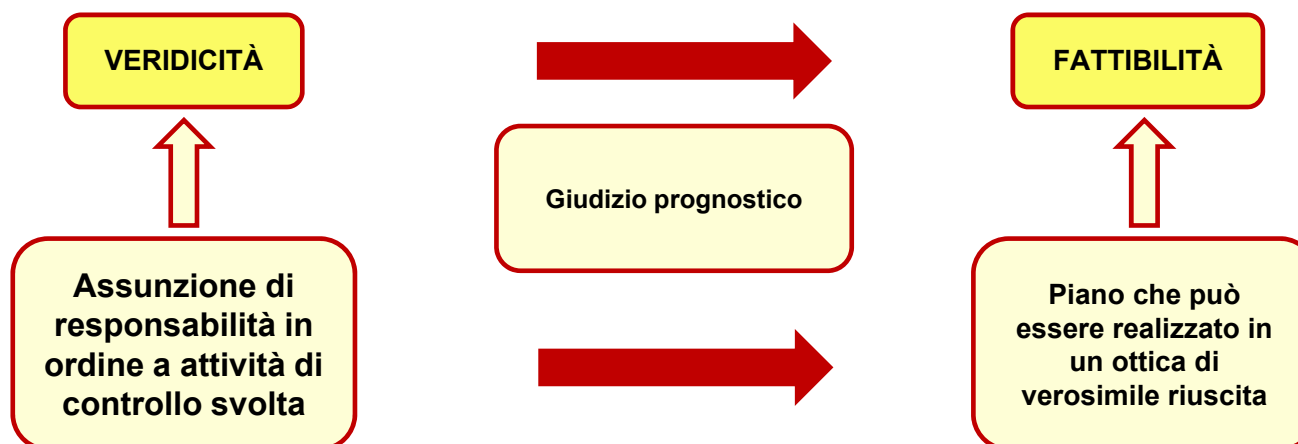 VERIDICITÀ
FATTIBILITÀ
Giudizio prognostico
Assunzione di
responsabilità in
ordine a attività di
controllo svolta
Piano che può
essere realizzato in
un ottica di
verosimile riuscita